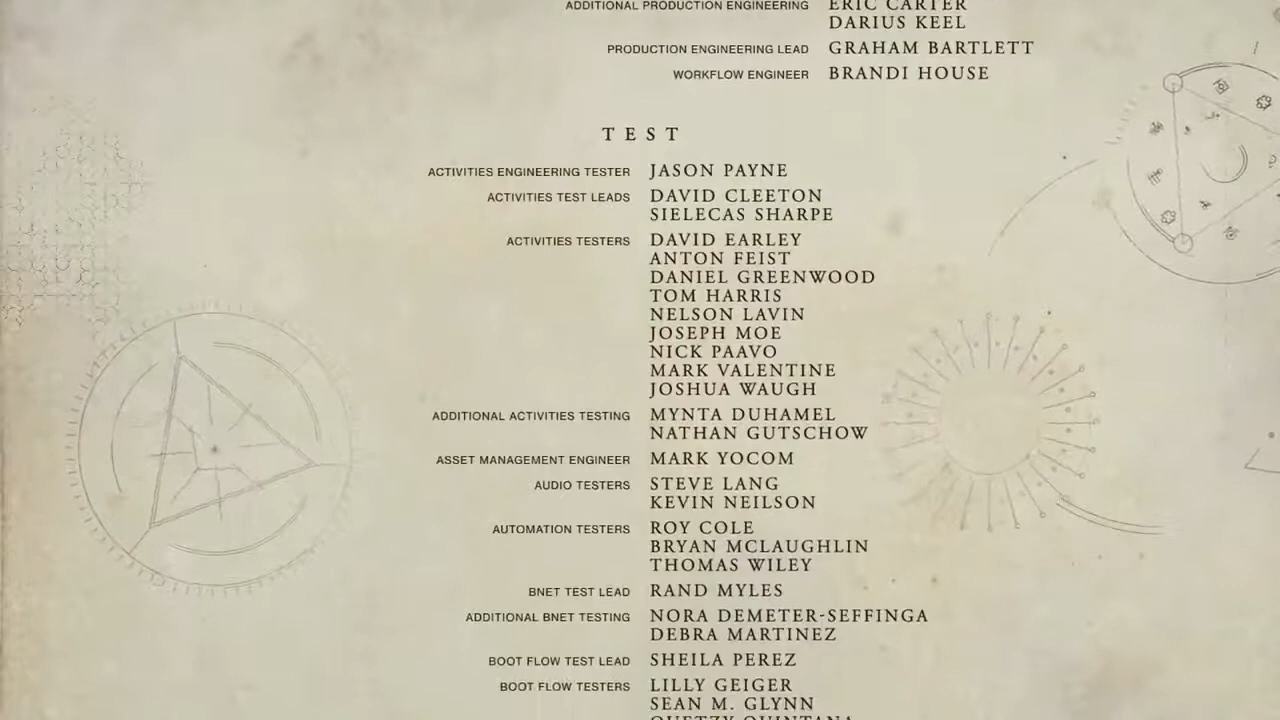 ADDITIONAL PRODUCTION ENGINEERING ERIC CARTER
DARIUS KEEL
PRODUCTION ENGINEERING LEAD GRAHAM BARTLETT
WORKFLOW ENGINEER BRANDI HOUSE
TEST
ACTIVITIES ENGINEERING TESTER JASON PAYNE
ACTIVITIES TEST LEADS DAVID CLEETON
SIELECAS SHARPE
ACTIVITIES TESTERS DAVID EARLEY
ANTON FEIST
DANIEL GREENWOOD
TOM HARRIS
NELSON LAVIN
JOSEPH MOE
NICK PAAVO
MARK VALENTINE
JOSHUA WAUGH
ADDITIONAL ACTIVITIES TESTING MYNTA DUHAMEL
NATHAN GUTSCHOW
ASSET MANAGEMENT ENGINEER MARK YOCOM
AUDIO TESTERS STEVE LANG
KEVIN NEILSON
AUTOMATION TESTERS ROY COLE
BRYAN MCLAUGHLIN
THOMAS WILEY
BNET TEST LEAD RAND MYLES
ADDITIONAL BNET TESTING NORA DEMETER-SEFFINGA
DEBRA MARTINEZ
BOOT FLOW TEST LEAD SHEILA PEREZ
BOOT FLOW TESTERS LILLY GEIGER
SEAN M. GLYNN